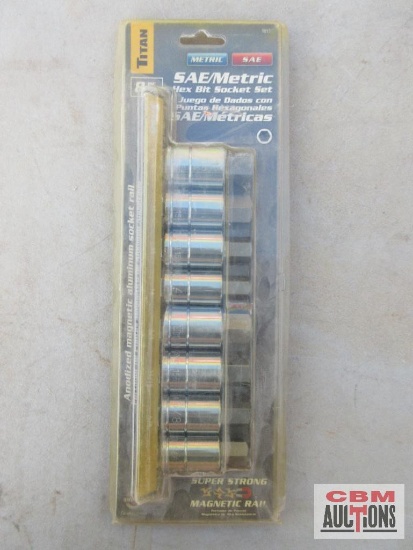 TITAN
METRIC SAE
SAE/Metric
Hex Bit Socket Set
Juego de Dados con
Puntas Hexagonales
SAE/Métricas
Anodized magnetic aluminum socket rail
SUPER STRONG
MAGNETIC RAIL
CBM
AUCTIONS